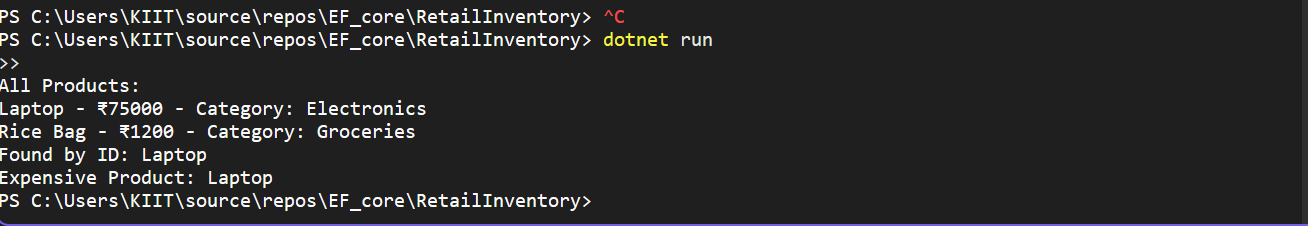 PS C:\Users\KIIT\source\repos\EF_core\RetailInventory> ^C
PS C:\Users\KIIT\source\repos\EF_core\RetailInventory> dotnet run
>>
All Products:
Laptop - ₹75000 - Category: Electronics
Rice Bag - ₹1200 - Category: Groceries
Found by ID: Laptop
Expensive Product: Laptop
PS C:\Users\KIIT\source\repos\EF_core\RetailInventory>